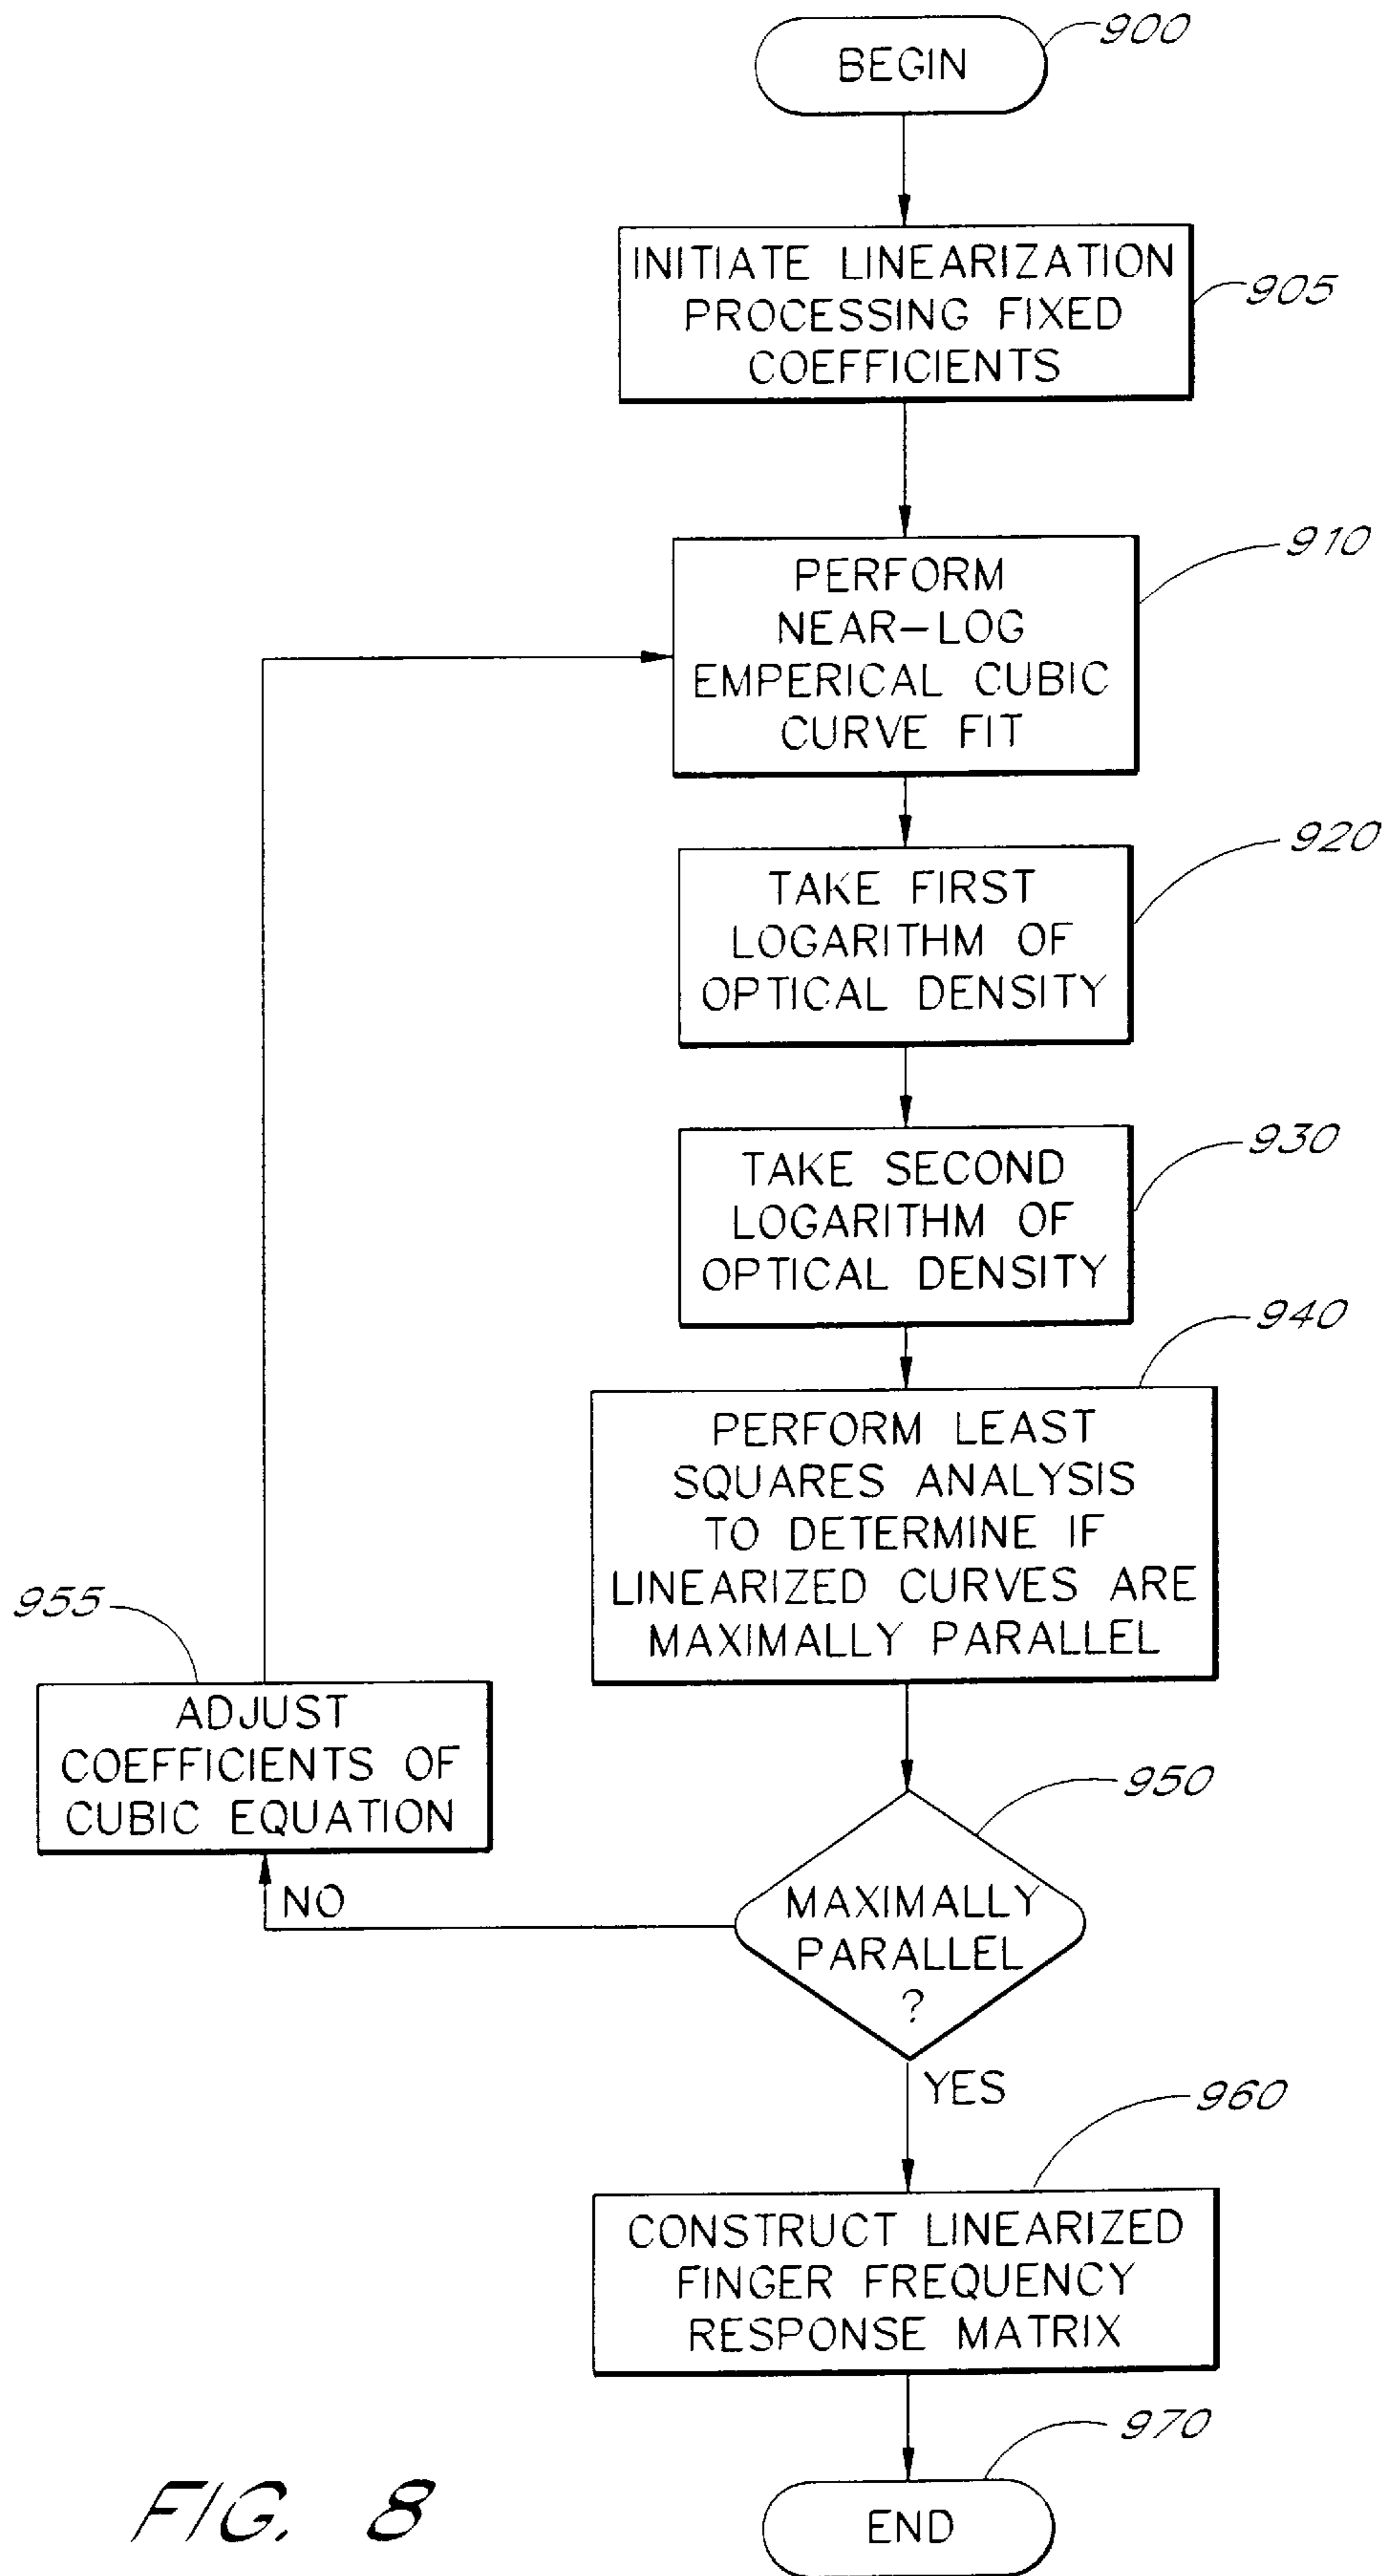 BEGIN
900
INITIATE LINEARIZATION
PROCESSING FIXED
COEFFICIENTS
905
PERFORM
NEAR-LOG
EMPERICAL CUBIC
CURVE FIT
910
TAKE FIRST
LOGARITHM OF
OPTICAL DENSITY
920
TAKE SECOND
LOGARITHM OF
OPTICAL DENSITY
930
PERFORM LEAST
SQUARES ANALYSIS
TO DETERMINE IF
LINEARIZED CURVES ARE
MAXIMALLY PARALLEL
940
955
ADJUST
COEFFICIENTS OF
CUBIC EQUATION
NO
MAXIMALLY
PARALLEL
?
950
YES
CONSTRUCT LINEARIZED
FINGER FREQUENCY
RESPONSE MATRIX
960
END
970
FIG. 8